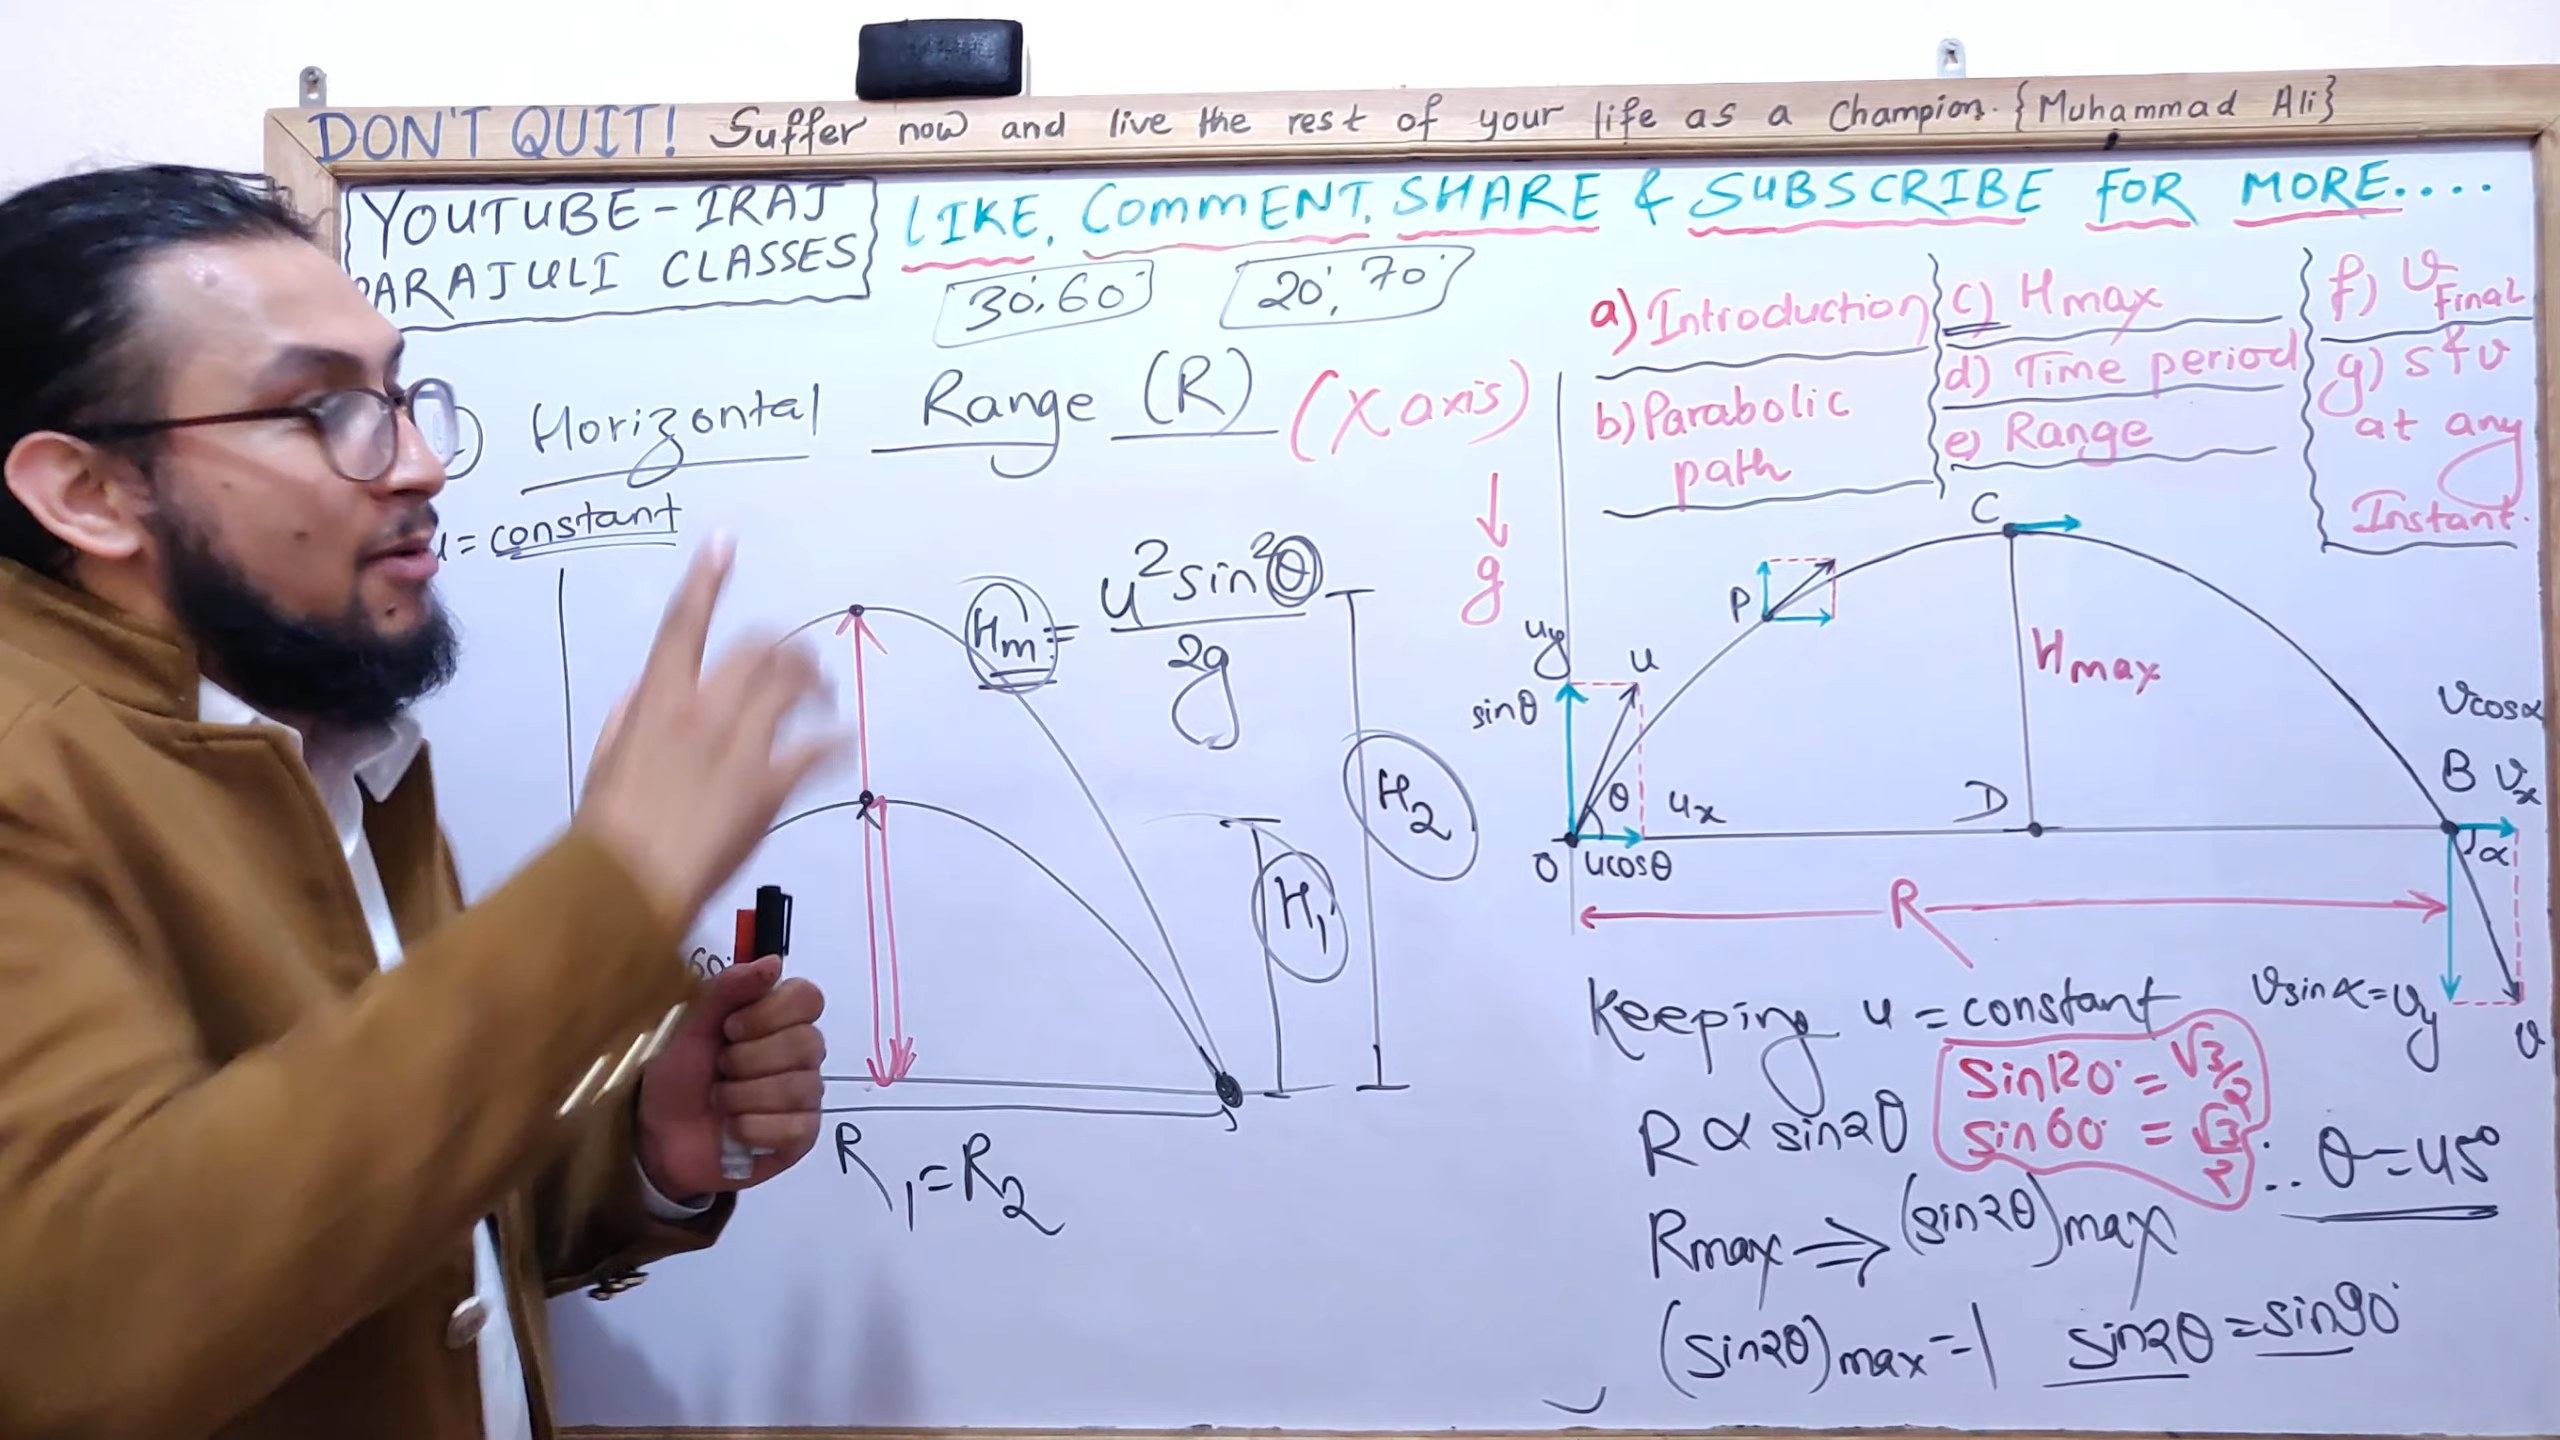 DON'T QUIT! Suffer now and live the rest of your life as a Champion. {Muhammad Ali}
YOUTUBE-IRAJ
PARAJULI CLASSES
LIKE, COMMENT, SHARE & SUBSCRIBE FOR MORE....
30°,60°
20°,70°
Horizontal Range (R) (X axis)
u = constant
Hm = u²sin²θ
2g
H₂
H₁
60°
R₁=R₂
a) Introduction
b) Parabolic
path
c) Hmax
d) Time period
e) Range
f) vFinal
g) s & v
at any
Instant.
g
C
P
uy
u
sinθ
Hmax
θ
ux
D
O
ucosθ
vcosα
B vx
α
R
vsinα=vy
v
Keeping u = constant
R ∝ sin2θ
Sin120° = √3/2
Sin60° = √3/2
∴ θ=45°
Rmax ⇒ (sin2θ)max
(sin2θ)max=1 sin2θ = sin90°